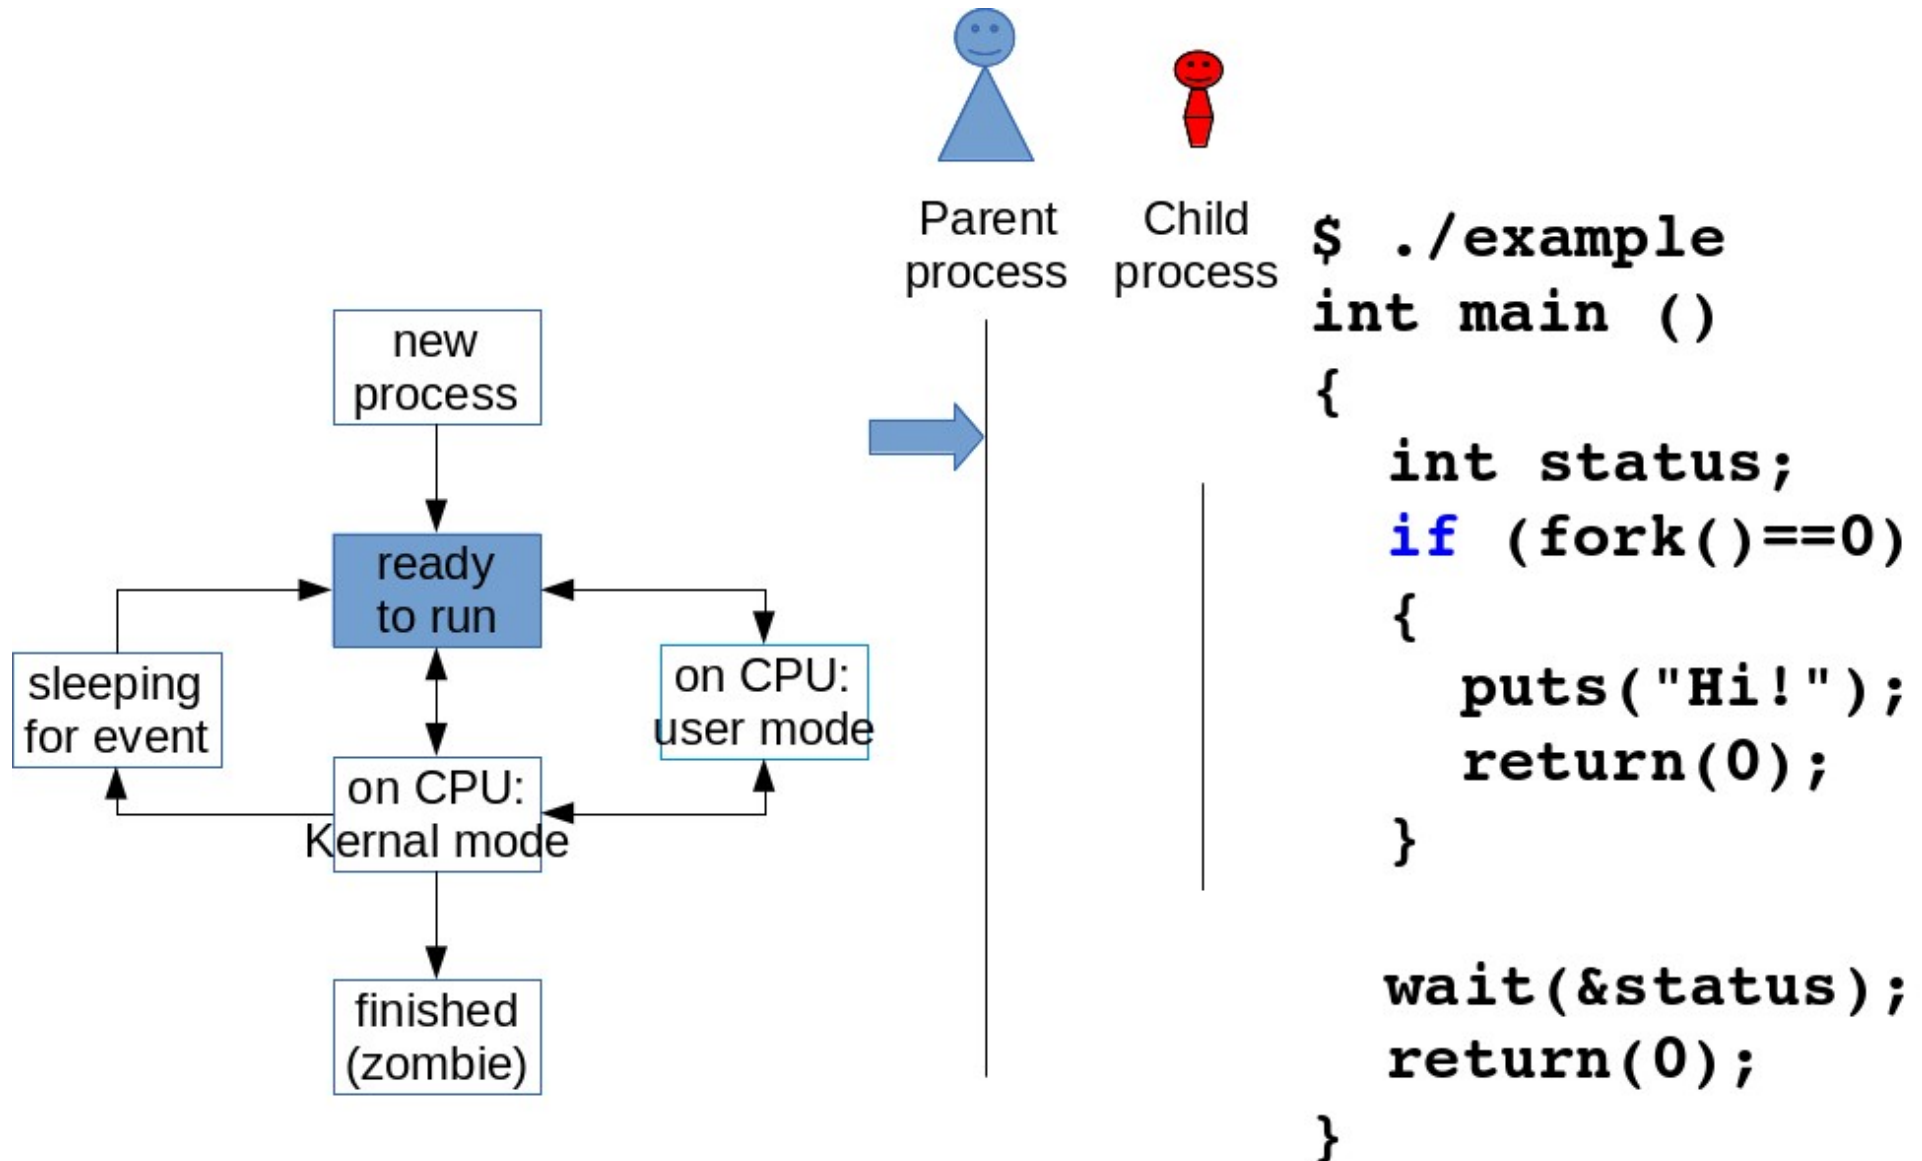 new
process
ready
to run
sleeping
for event
on CPU:
user mode
on CPU:
Kernal mode
finished
(zombie)
Parent
process
Child
process
$ ./example
int main ()
{
int status;
if (fork()==0)
{
puts("Hi!");
return(0);
}
wait(&status);
return(0);
}